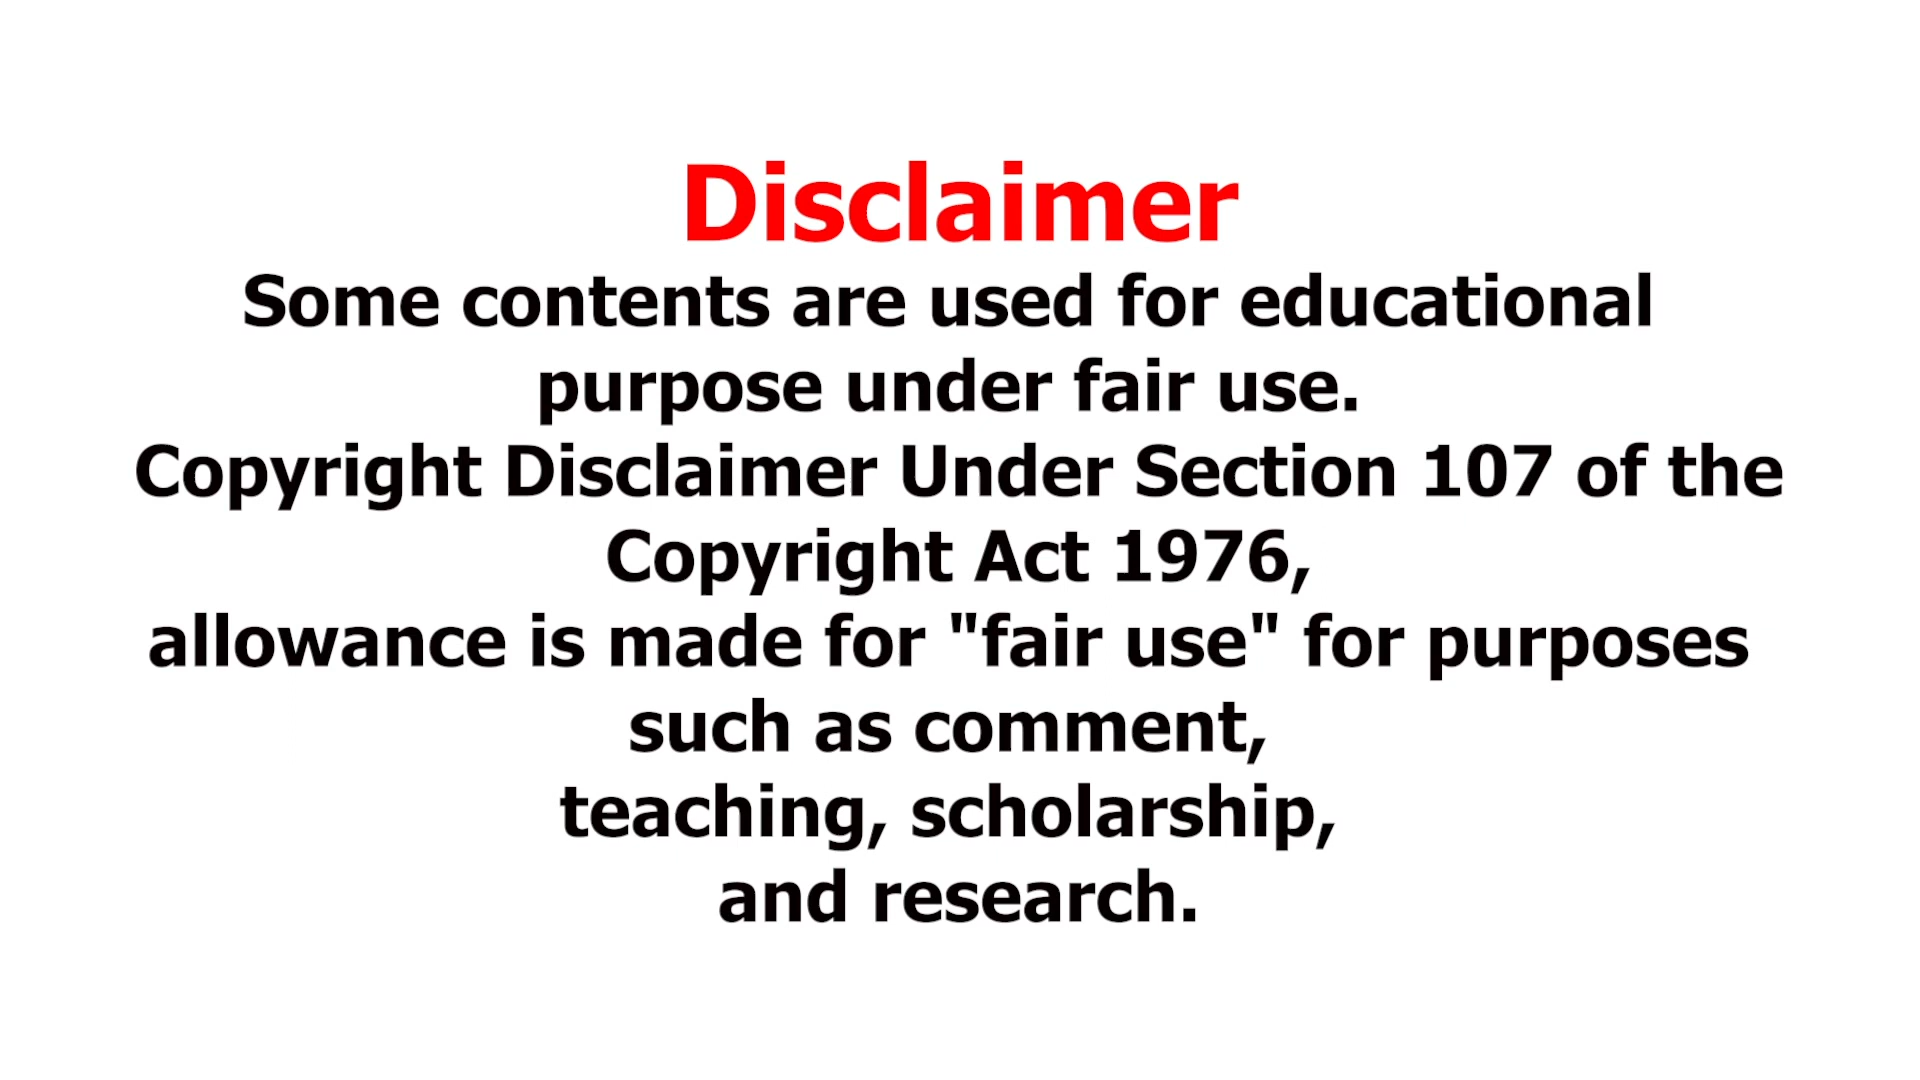 Disclaimer
Some contents are used for educational
purpose under fair use.
Copyright Disclaimer Under Section 107 of the
Copyright Act 1976,
allowance is made for "fair use" for purposes
such as comment,
teaching, scholarship,
and research.